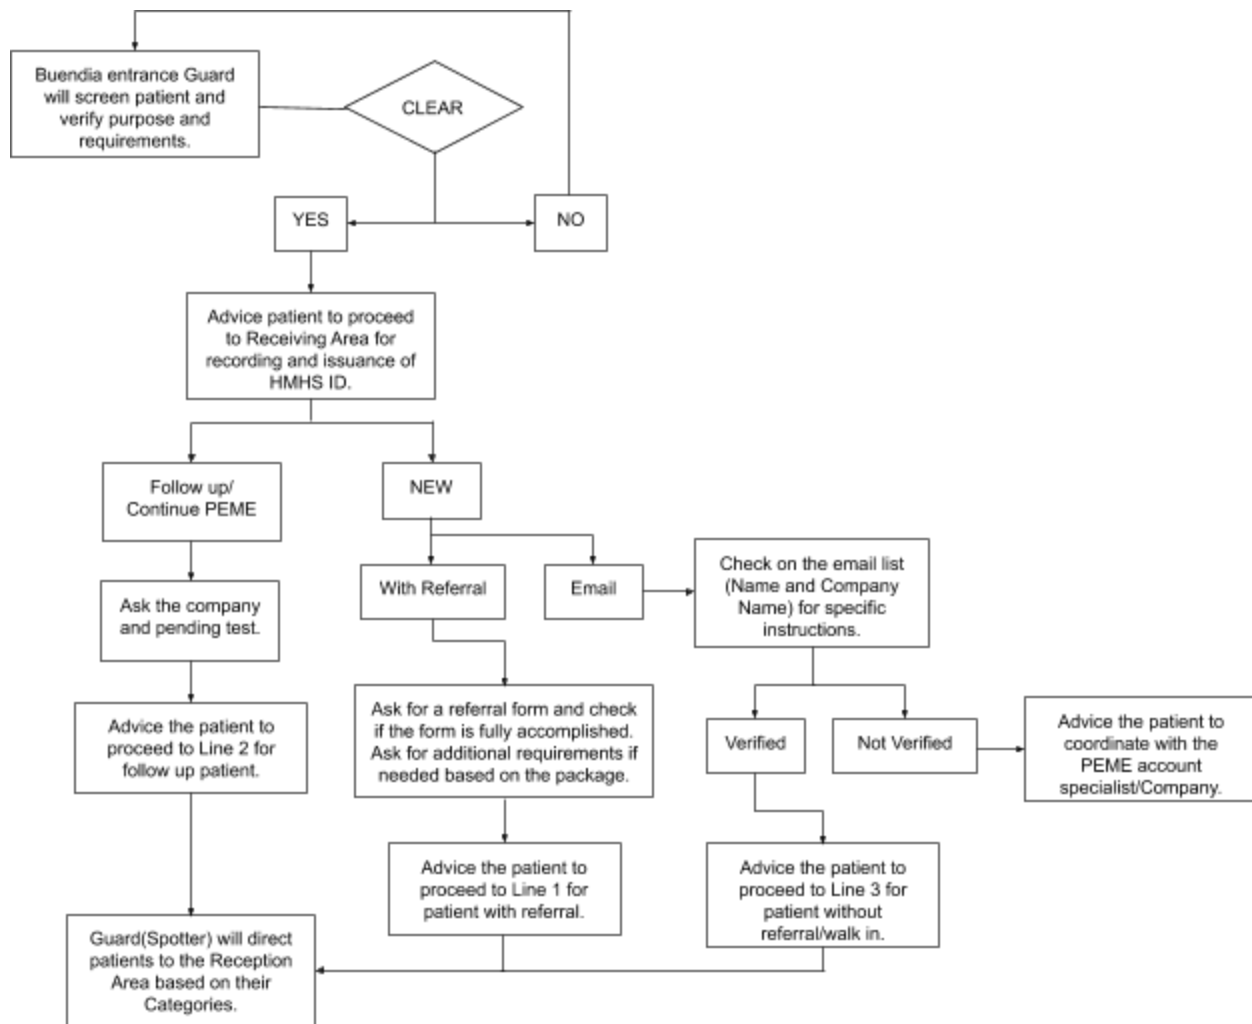 Buendia entrance Guard
will screen patient and
verify purpose and
requirements.
CLEAR
YES
NO
Advice patient to proceed
to Receiving Area for
recording and issuance of
HMHS ID.
Follow up/
Continue PEME
NEW
Ask the company
and pending test.
With Referral
Email
Check on the email list
(Name and Company
Name) for specific
instructions.
Advice the patient to
proceed to Line 2 for
follow up patient.
Ask for a referral form and check
if the form is fully accomplished.
Ask for additional requirements if
needed based on the package.
Verified
Not Verified
Advice the patient to
coordinate with the
PEME account
specialist/Company.
Advice the patient to
proceed to Line 1 for
patient with referral.
Advice the patient to
proceed to Line 3 for
patient without
referral/walk in.
Guard(Spotter) will direct
patients to the Reception
Area based on their
Categories.